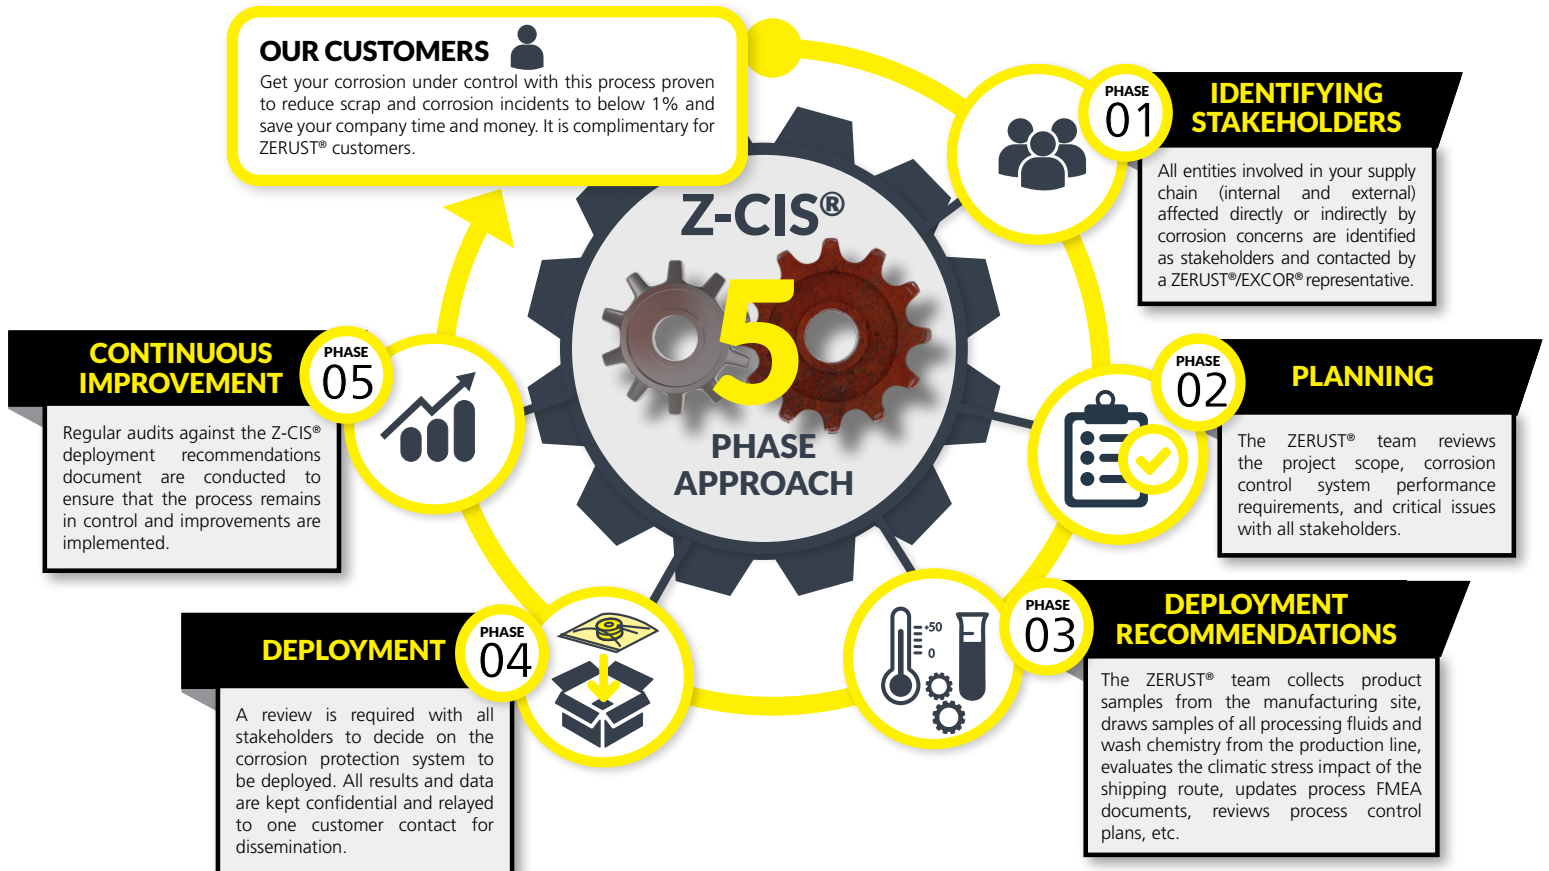 OUR CUSTOMERS
Get your corrosion under control with this process proven
to reduce scrap and corrosion incidents to below 1% and
save your company time and money. It is complimentary for
ZERUST® customers.
Z-CIS®
5
PHASE
APPROACH
PHASE
01
IDENTIFYING
STAKEHOLDERS
All entities involved in your supply
chain (internal and external)
affected directly or indirectly by
corrosion concerns are identified
as stakeholders and contacted by
a ZERUST®/EXCOR® representative.
PHASE
02
PLANNING
The ZERUST® team reviews
the project scope, corrosion
control system performance
requirements, and critical issues
with all stakeholders.
+50
0
PHASE
03
DEPLOYMENT
RECOMMENDATIONS
The ZERUST® team collects product
samples from the manufacturing site,
draws samples of all processing fluids and
wash chemistry from the production line,
evaluates the climatic stress impact of the
shipping route, updates process FMEA
documents, reviews process control
plans, etc.
DEPLOYMENT
PHASE
04
A review is required with all
stakeholders to decide on the
corrosion protection system to
be deployed. All results and data
are kept confidential and relayed
to one customer contact for
dissemination.
CONTINUOUS
IMPROVEMENT
PHASE
05
Regular audits against the Z-CIS®
deployment recommendations
document are conducted to
ensure that the process remains
in control and improvements are
implemented.